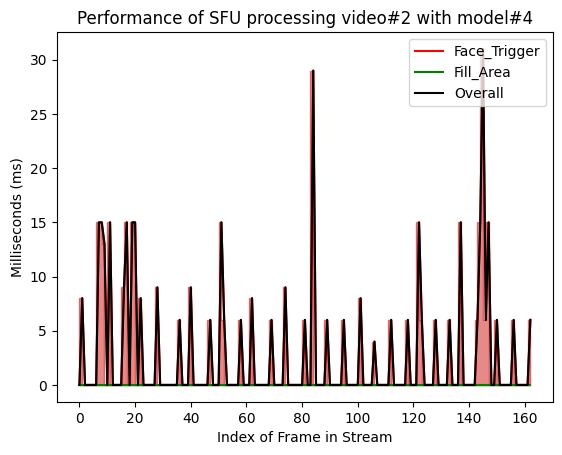 Performance of SFU processing video#2 with model#4
Face_Trigger
Fill_Area
Overall
30
25
20
15
10
5
0
Milliseconds (ms)
0 20 40 60 80 100 120 140 160
Index of Frame in Stream